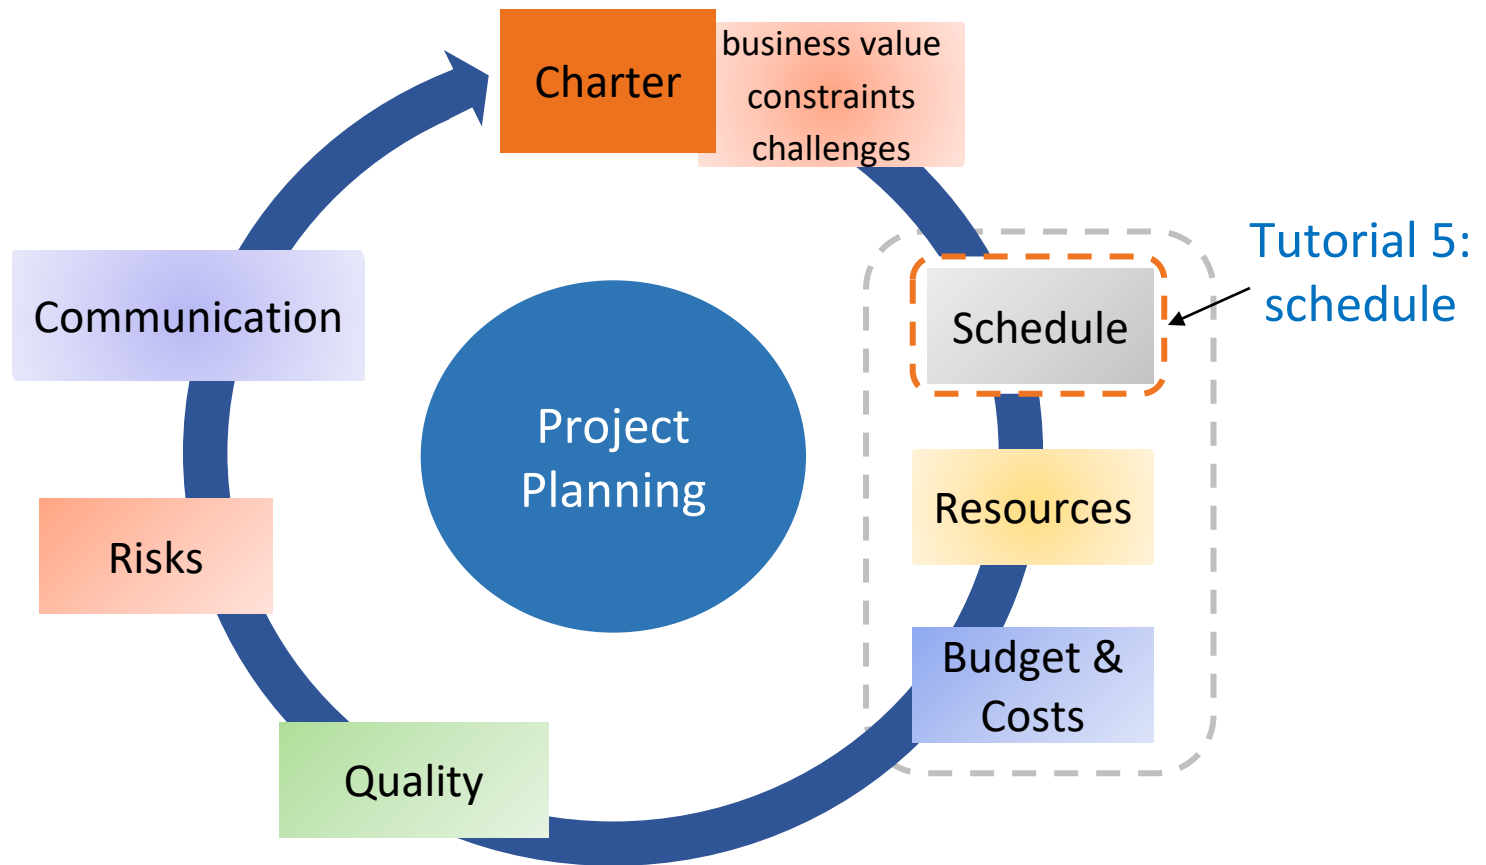 Charter
business value
constraints
challenges
Tutorial 5:
schedule
Schedule
Communication
Project
Planning
Resources
Risks
Budget &
Costs
Quality